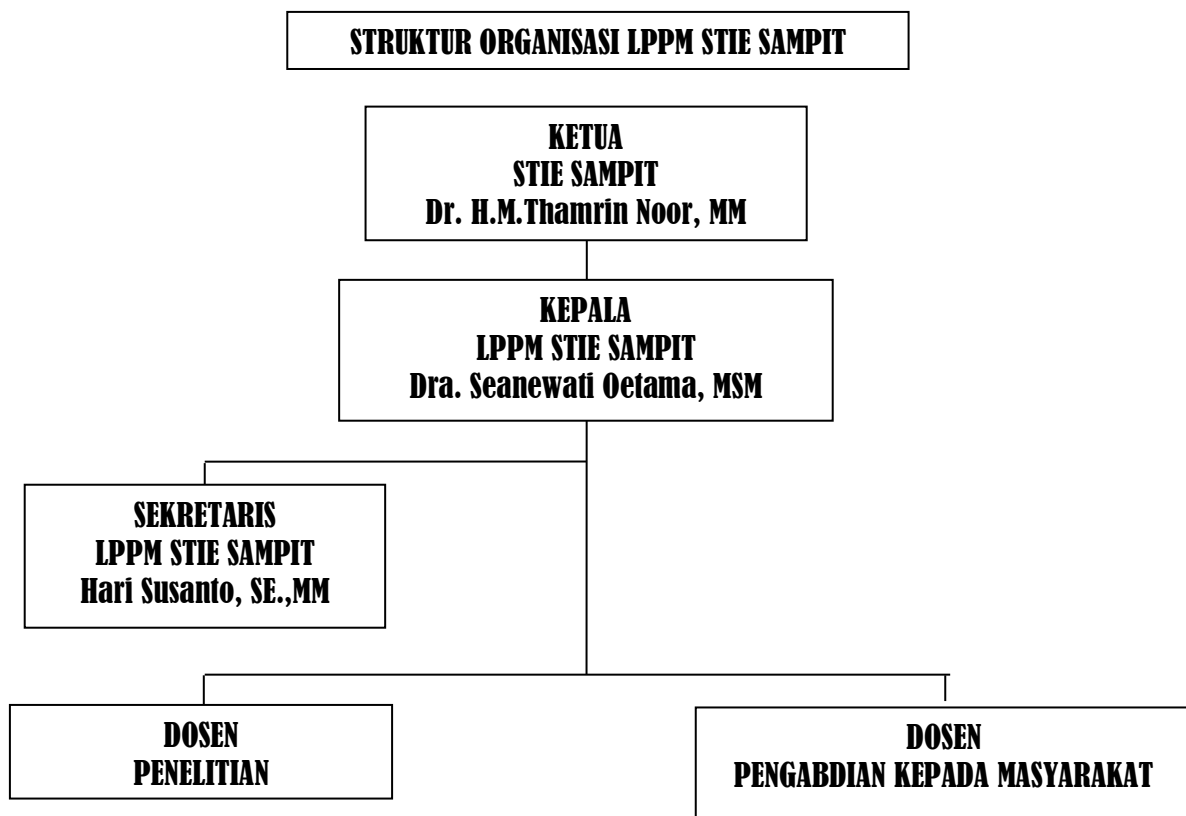 STRUKTUR ORGANISASI LPPM STIE SAMPIT
KETUA
STIE SAMPIT
Dr. H.M.Thamrin Noor, MM
KEPALA
LPPM STIE SAMPIT
Dra. Seanewati Oetama, MSM
SEKRETARIS
LPPM STIE SAMPIT
Hari Susanto, SE.,MM
DOSEN
PENELITIAN
DOSEN
PENGABDIAN KEPADA MASYARAKAT